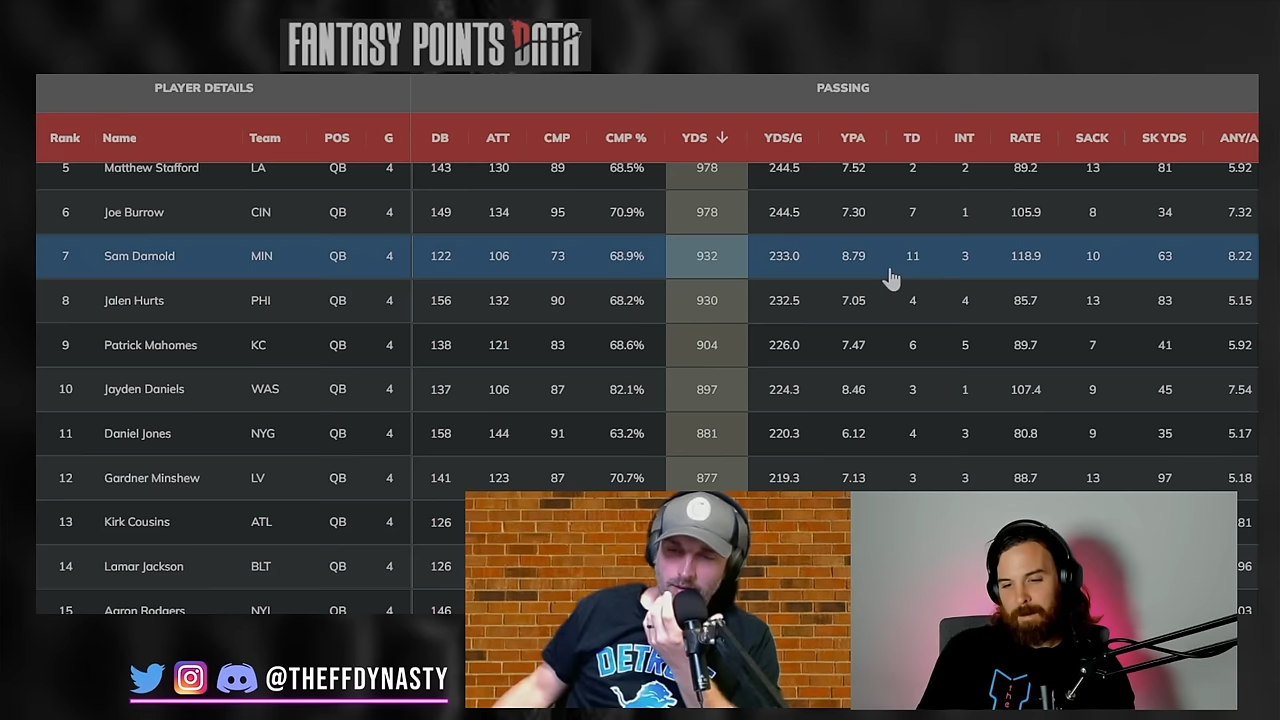 FANTASY POINTS DATA
PLAYER DETAILS PASSING
Rank Name Team POS G DB ATT CMP CMP % YDS ↓ YDS/G YPA TD INT RATE SACK SK YDS ANY/A
5 Matthew Stafford LA QB 4 143 130 89 68.5% 978 244.5 7.52 2 2 89.2 13 81 5.92
6 Joe Burrow CIN QB 4 149 134 95 70.9% 978 244.5 7.30 7 1 105.9 8 34 7.32
7 Sam Darnold MIN QB 4 122 106 73 68.9% 932 233.0 8.79 11 3 118.9 10 63 8.22
8 Jalen Hurts PHI QB 4 156 132 90 68.2% 930 232.5 7.05 4 4 85.7 13 83 5.15
9 Patrick Mahomes KC QB 4 138 121 83 68.6% 904 226.0 7.47 6 5 89.7 7 41 5.92
10 Jayden Daniels WAS QB 4 137 106 87 82.1% 897 224.3 8.46 3 1 107.4 9 45 7.54
11 Daniel Jones NYG QB 4 158 144 91 63.2% 881 220.3 6.12 4 3 80.8 9 35 5.17
12 Gardner Minshew LV QB 4 141 123 87 70.7% 877 219.3 7.13 3 3 88.7 13 97 5.18
13 Kirk Cousins ATL QB 4 126 81
14 Lamar Jackson BLT QB 4 126 96
15 Aaron Rodgers NYJ QB 4 146 03
DETR
@THEFFDYNASTY